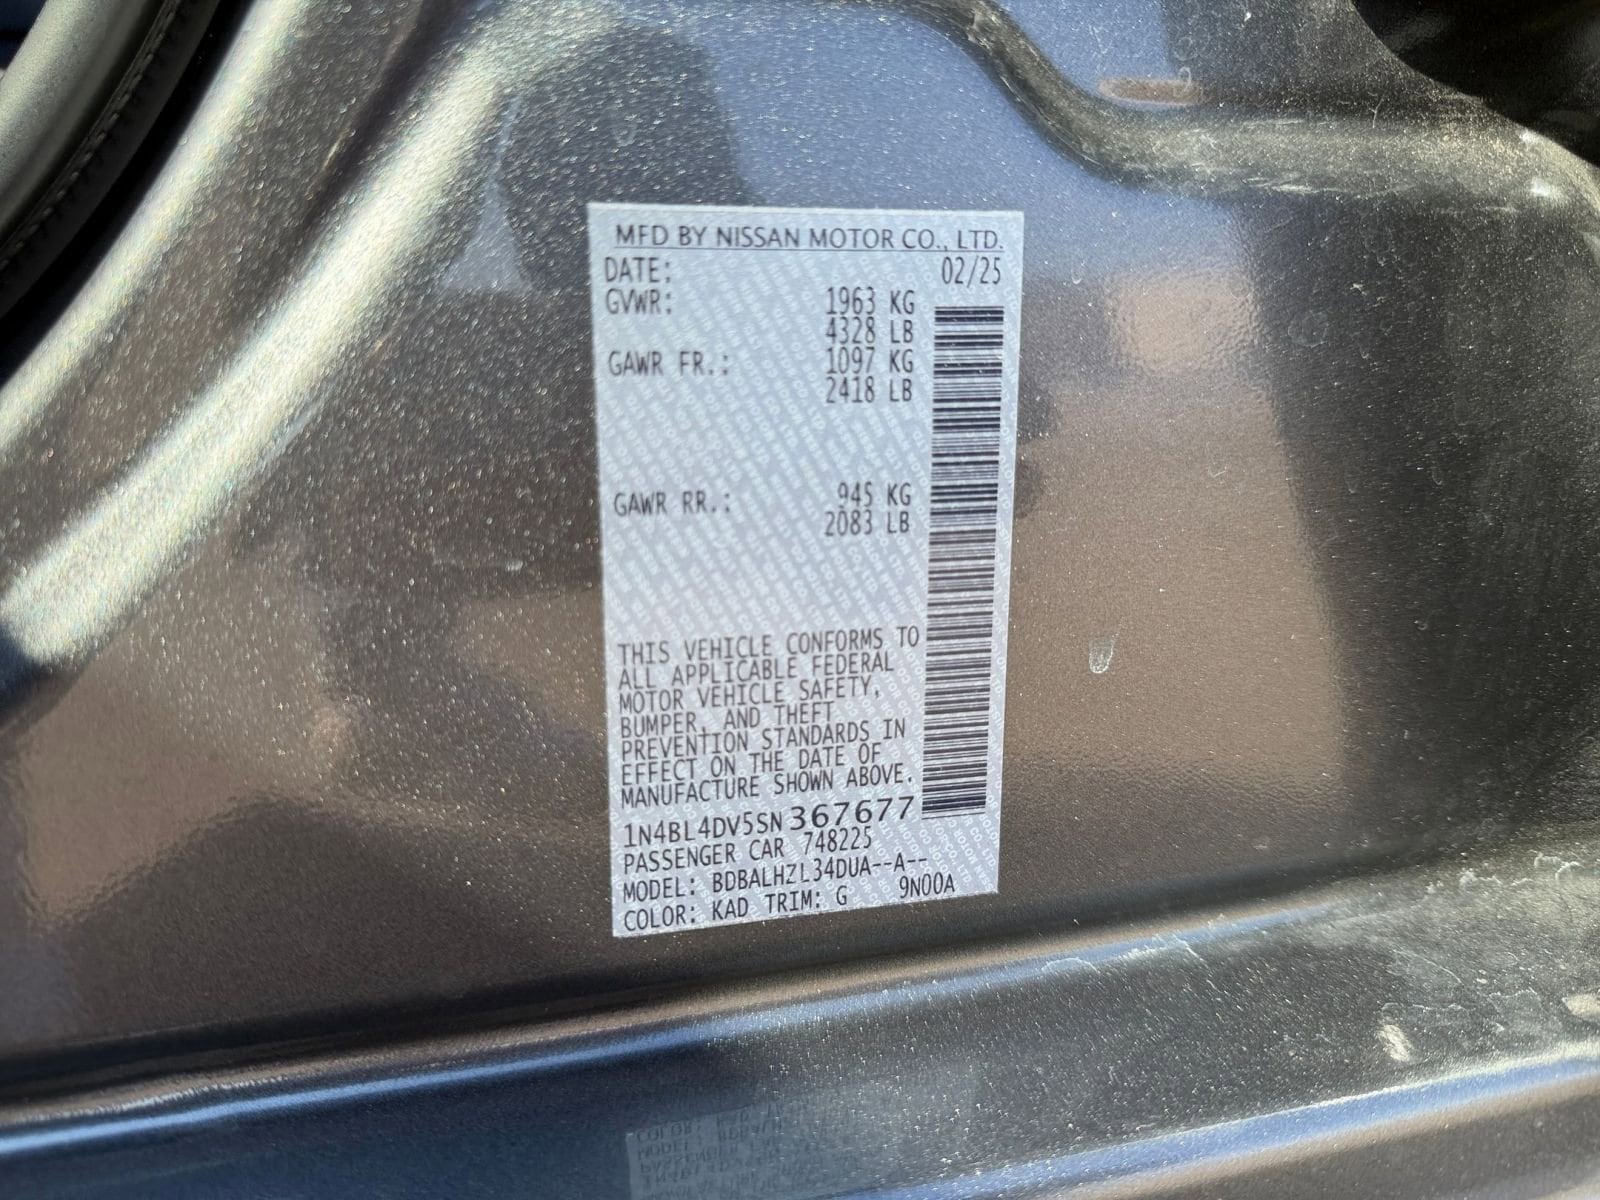 MFD BY NISSAN MOTOR CO., LTD.
DATE: 02/25
GVWR: 1963 KG
4328 LB
GAWR FR.: 1097 KG
2418 LB
GAWR RR.: 945 KG
2083 LB
THIS VEHICLE CONFORMS TO
ALL APPLICABLE FEDERAL
MOTOR VEHICLE SAFETY,
BUMPER, AND THEFT
PREVENTION STANDARDS IN
EFFECT ON THE DATE OF
MANUFACTURE SHOWN ABOVE.
1N4BL4DV5SN367677
PASSENGER CAR 748225
MODEL: BDBALHZL34DUA--A--
COLOR: KAD TRIM: G 9N00A